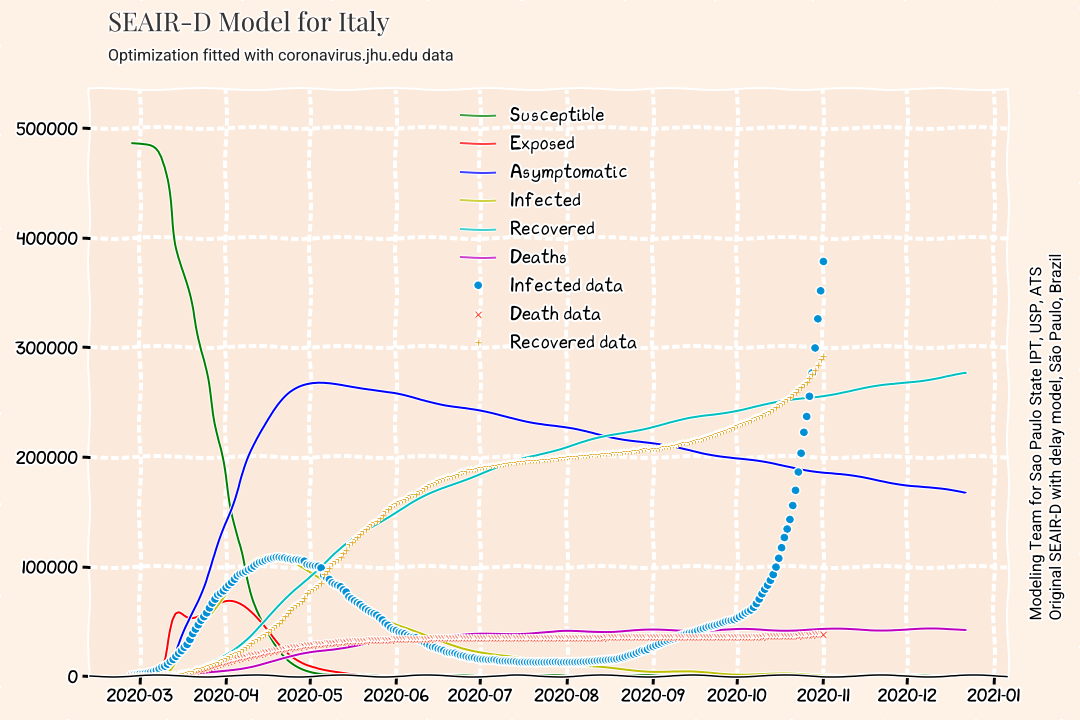 SEAIR-D Model for Italy
Optimization fitted with coronavirus.jhu.edu data
Susceptible
Exposed
Asymptomatic
Infected
Recovered
Deaths
Infected data
Death data
Recovered data
500000
400000
300000
200000
100000
0
2020-03 2020-04 2020-05 2020-06 2020-07 2020-08 2020-09 2020-10 2020-11 2020-12 2021-01
Modeling Team for Sao Paulo State IPT, USP, ATS
Original SEAIR-D with delay model, São Paulo, Brazil